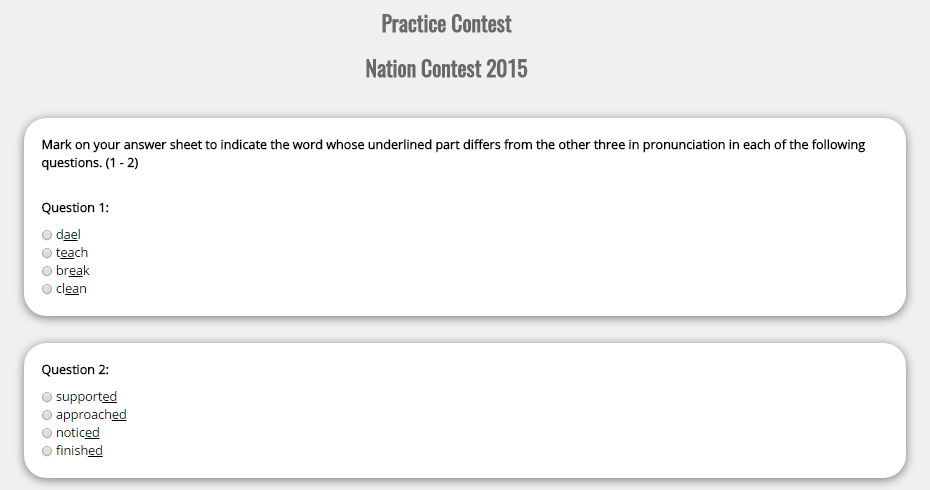 Practice Contest
Nation Contest 2015
Mark on your answer sheet to indicate the word whose underlined part differs from the other three in pronunciation in each of the following
questions. (1 - 2)
Question 1:
dael
teach
break
clean
Question 2:
supported
approached
noticed
finished